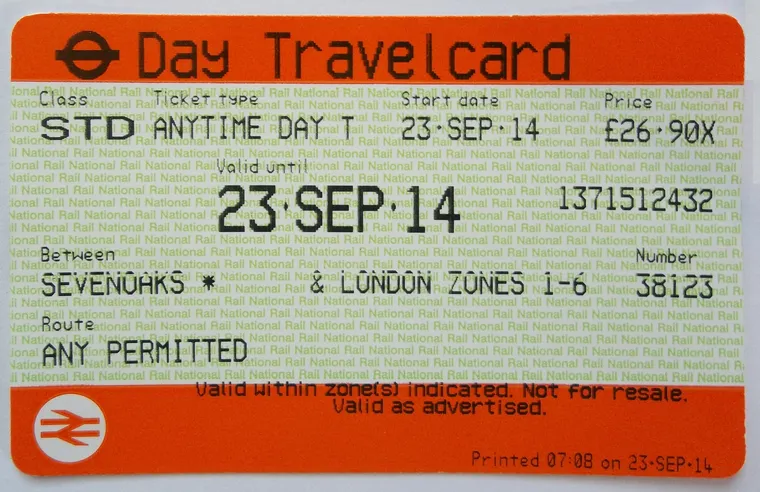 Day Travelcard
Class Ticket type Start date Price
STD ANYTIME DAY T 23·SEP·14 £26·90X
Valid until
23·SEP·14 1371512432
Between Number
SEVENOAKS * & LONDON ZONES 1-6 38123
Route
ANY PERMITTED
Valid within zone(s) indicated. Not for resale.
Valid as advertised.
Printed 07:08 on 23·SEP·14